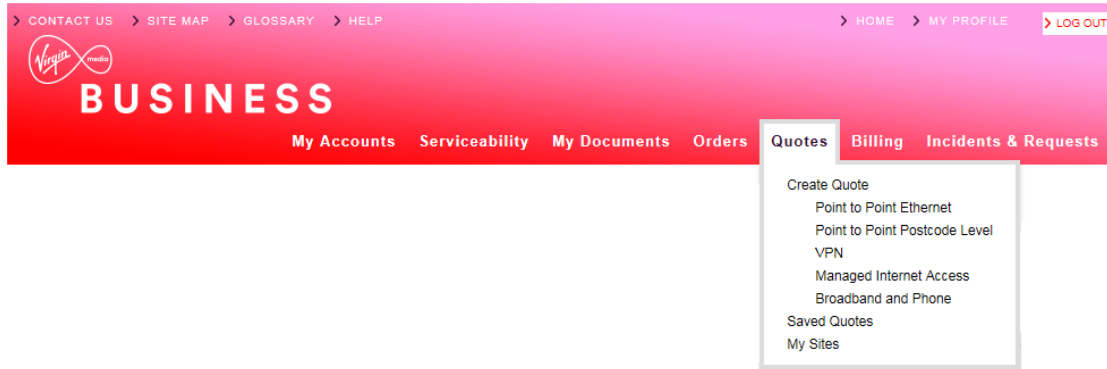 CONTACT US SITE MAP GLOSSARY HELP HOME MY PROFILE LOG OUT
Virgin media
BUSINESS
My Accounts Serviceability My Documents Orders Quotes Billing Incidents & Requests
Create Quote
Point to Point Ethernet
Point to Point Postcode Level
VPN
Managed Internet Access
Broadband and Phone
Saved Quotes
My Sites